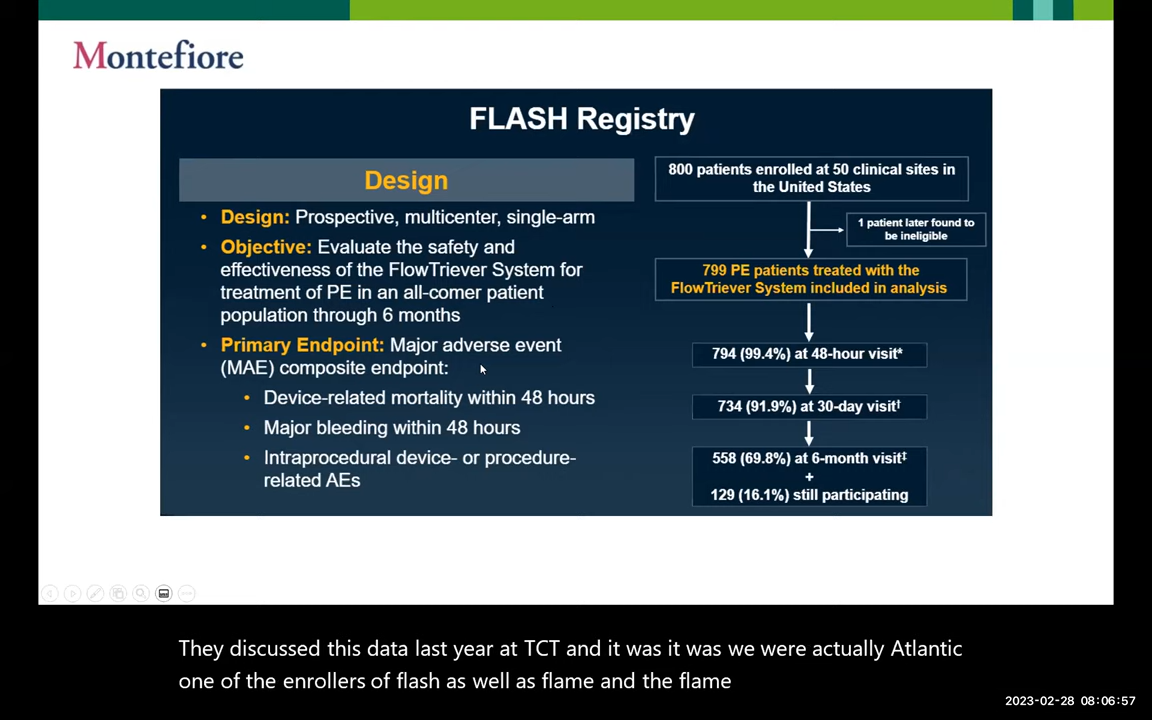 Montefiore
FLASH Registry
Design
• Design: Prospective, multicenter, single-arm
• Objective: Evaluate the safety and
effectiveness of the FlowTriever System for
treatment of PE in an all-comer patient
population through 6 months
• Primary Endpoint: Major adverse event
(MAE) composite endpoint:
• Device-related mortality within 48 hours
• Major bleeding within 48 hours
• Intraprocedural device- or procedure-
related AEs
800 patients enrolled at 50 clinical sites in
the United States
1 patient later found to
be ineligible
799 PE patients treated with the
FlowTriever System included in analysis
794 (99.4%) at 48-hour visit*
734 (91.9%) at 30-day visit†
558 (69.8%) at 6-month visit‡
+
129 (16.1%) still participating
They discussed this data last year at TCT and it was it was we were actually Atlantic
one of the enrollers of flash as well as flame and the flame
2023-02-28 08:06:57